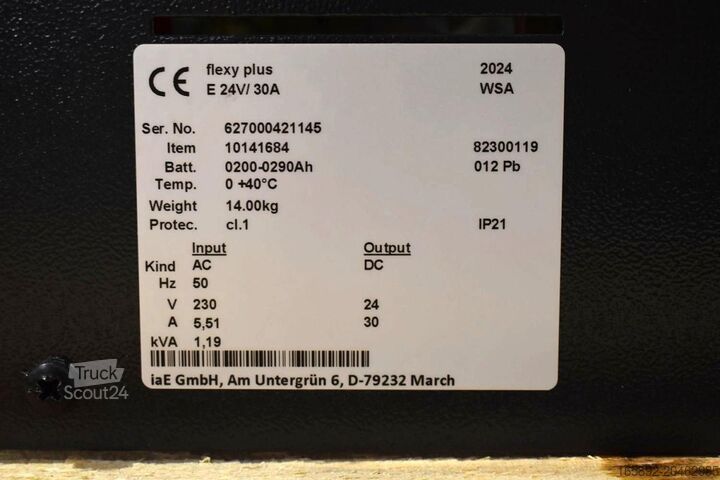 CE flexy plus 2024
E 24V/ 30A WSA
Ser. No. 627000421145
Item 10141684 82300119
Batt. 0200-0290Ah 012 Pb
Temp. 0 +40°C
Weight 14.00kg
Protec. cl.1 IP21
Input Output
Kind AC DC
Hz 50
V 230 24
A 5,51 30
kVA 1,19
iaE GmbH, Am Untergrün 6, D-79232 March
Truck
Scout24